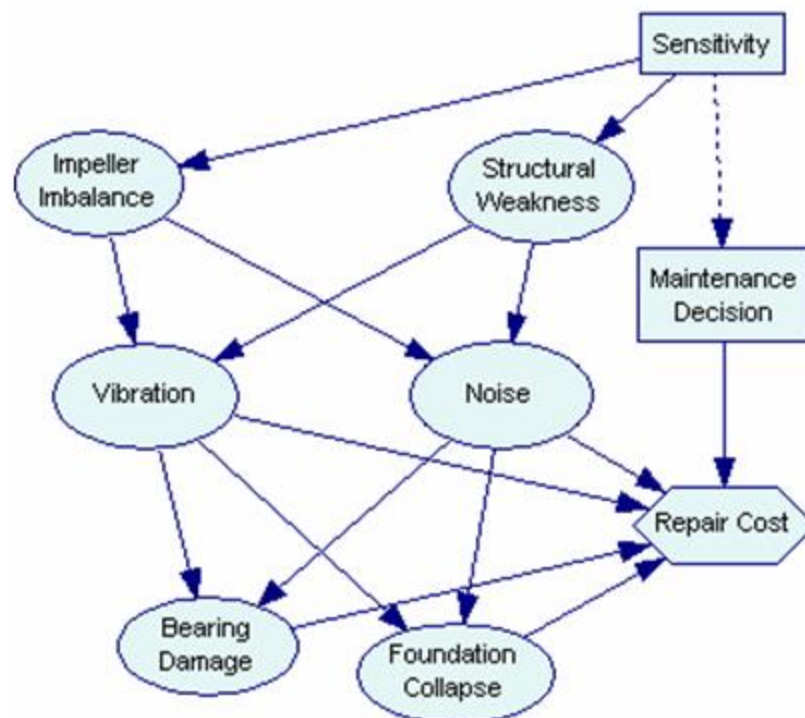 Sensitivity
Impeller
Imbalance
Structural
Weakness
Maintenance
Decision
Vibration
Noise
Repair Cost
Bearing
Damage
Foundation
Collapse